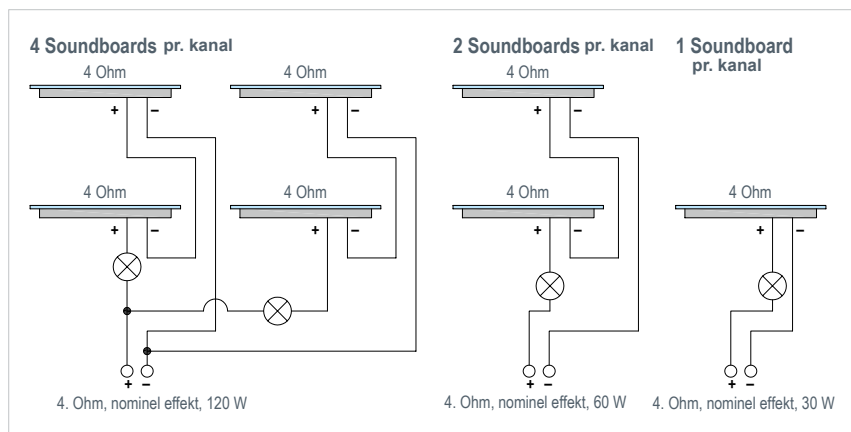 4 Soundboards pr. kanal
4 Ohm
4 Ohm
+ –
+ –
4 Ohm
4 Ohm
+ –
+ –
+ –
4. Ohm, nominel effekt, 120 W
2 Soundboards pr. kanal
4 Ohm
+ –
4 Ohm
+ –
+ –
4. Ohm, nominel effekt, 60 W
1 Soundboard
pr. kanal
4 Ohm
+ –
+ –
4. Ohm, nominel effekt, 30 W